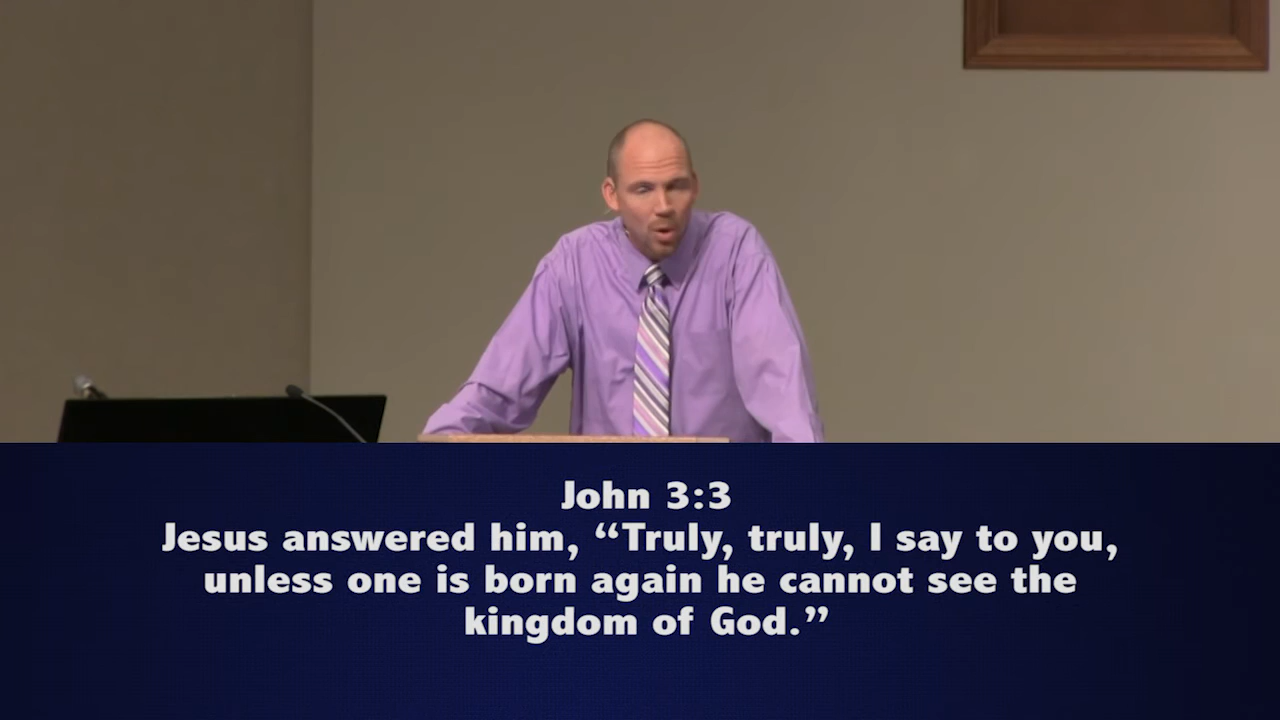 John 3:3
Jesus answered him, “Truly, truly, I say to you,
unless one is born again he cannot see the
kingdom of God.”